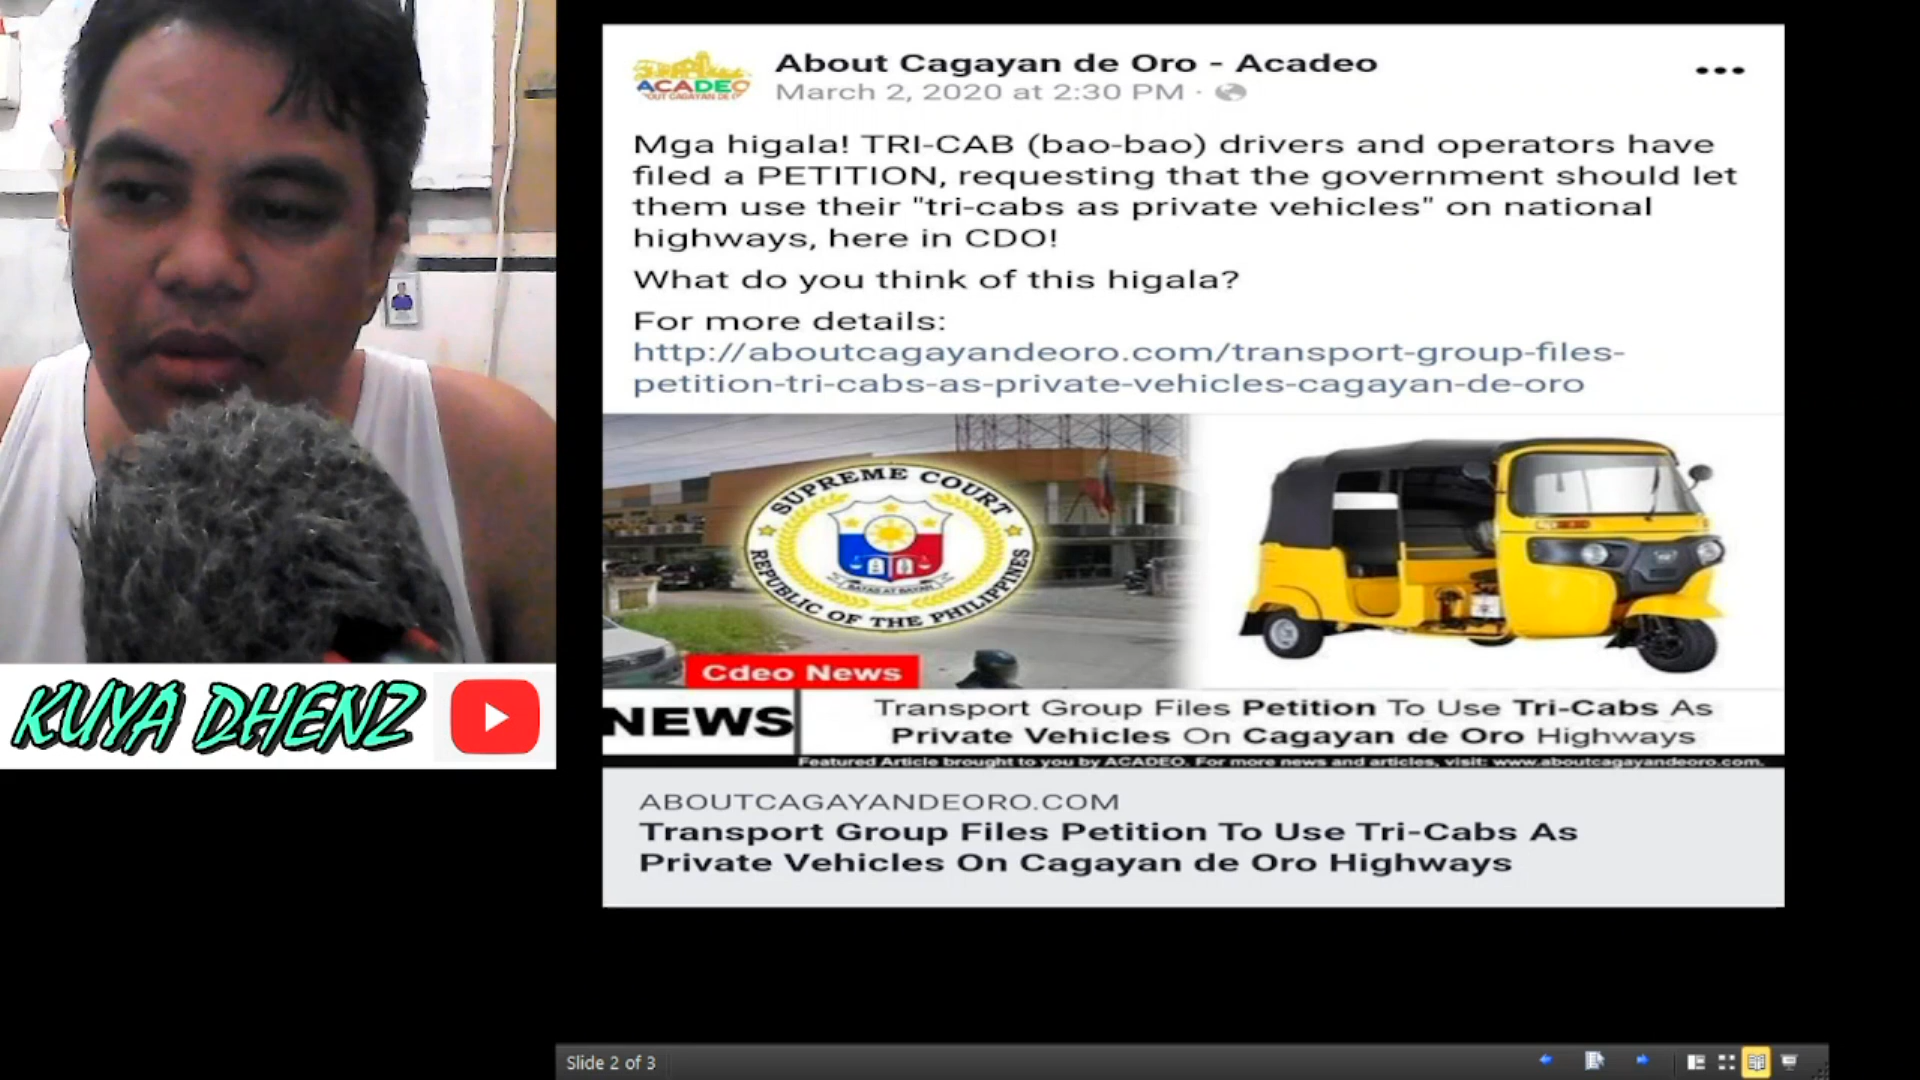 About Cagayan de Oro - Acadeo
ACADEO
March 2, 2020 at 2:30 PM ·
Mga higala! TRI-CAB (bao-bao) drivers and operators have
filed a PETITION, requesting that the government should let
them use their "tri-cabs as private vehicles" on national
highways, here in CDO!
What do you think of this higala?
For more details:
http://aboutcagayandeoro.com/transport-group-files-
petition-tri-cabs-as-private-vehicles-cagayan-de-oro
SUPREME COURT
BATAS AT BAYAN
REPUBLIC OF THE PHILIPPINES
Cdeo News
NEWS
Transport Group Files Petition To Use Tri-Cabs As
Private Vehicles On Cagayan de Oro Highways
Featured Article brought to you by ACADEO. For more news and articles, visit: www.aboutcagayandeoro.com.
ABOUTCAGAYANDEORO.COM
Transport Group Files Petition To Use Tri-Cabs As
Private Vehicles On Cagayan de Oro Highways
KUYA DHENZ
Slide 2 of 3